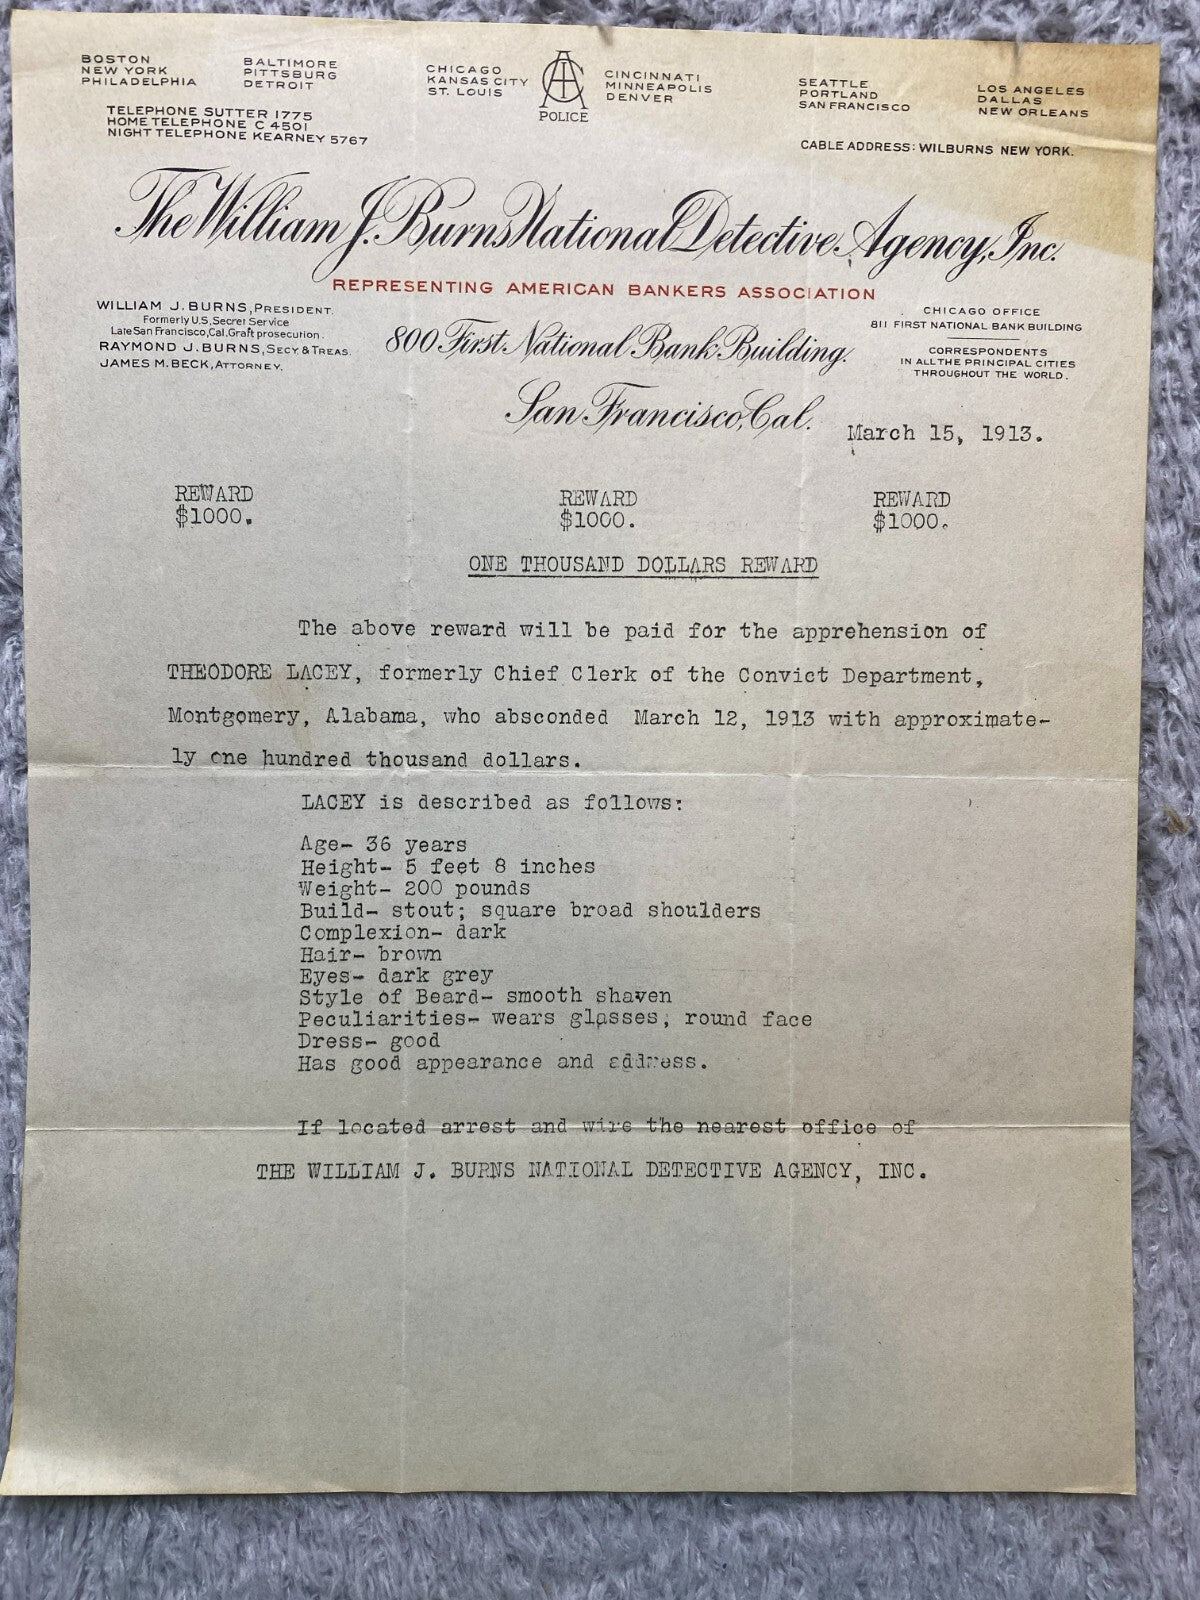 BOSTON
NEW YORK
PHILADELPHIA
BALTIMORE
PITTSBURG
DETROIT
CHICAGO
KANSAS CITY
ST. LOUIS
POLICE
CINCINNATI
MINNEAPOLIS
DENVER
SEATTLE
PORTLAND
SAN FRANCISCO
LOS ANGELES
DALLAS
NEW ORLEANS
TELEPHONE SUTTER 1775
HOME TELEPHONE C 4501
NIGHT TELEPHONE KEARNEY 5767
CABLE ADDRESS: WILBURNS NEW YORK.
The William J. Burns National Detective Agency, Inc.
REPRESENTING AMERICAN BANKERS ASSOCIATION
WILLIAM J. BURNS, PRESIDENT.
Formerly U.S. Secret Service
Late San Francisco, Cal. Graft prosecution.
RAYMOND J. BURNS, SECY. & TREAS.
JAMES M. BECK, ATTORNEY.
800 First National Bank Building.
San Francisco, Cal.
CHICAGO OFFICE
811 FIRST NATIONAL BANK BUILDING
CORRESPONDENTS
IN ALL THE PRINCIPAL CITIES
THROUGHOUT THE WORLD.
March 15, 1913.
REWARD REWARD REWARD
$1000. $1000. $1000.
ONE THOUSAND DOLLARS REWARD
The above reward will be paid for the apprehension of
THEODORE LACEY, formerly Chief Clerk of the Convict Department,
Montgomery, Alabama, who absconded March 12, 1913 with approximate-
ly one hundred thousand dollars.
LACEY is described as follows:
Age- 36 years
Height- 5 feet 8 inches
Weight- 200 pounds
Build- stout; square broad shoulders
Complexion- dark
Hair- brown
Eyes- dark grey
Style of Beard- smooth shaven
Peculiarities- wears glasses, round face
Dress- good
Has good appearance and address.
If located arrest and wire the nearest office of
THE WILLIAM J. BURNS NATIONAL DETECTIVE AGENCY, INC.